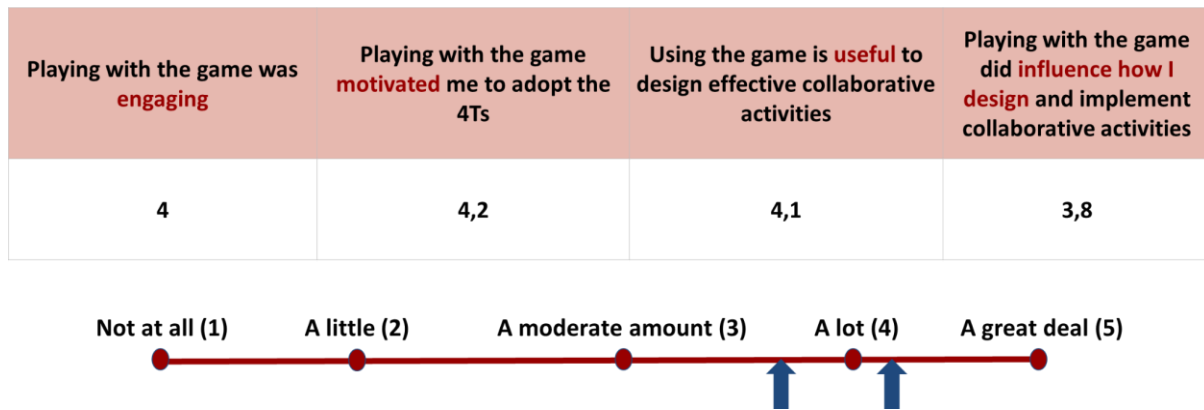 Playing with the game was
engaging
Playing with the game
motivated me to adopt the
4Ts
Using the game is useful to
design effective collaborative
activities
Playing with the game
did influence how I
design and implement
collaborative activities
4
4,2
4,1
3,8
Not at all (1)
A little (2)
A moderate amount (3)
A lot (4)
A great deal (5)